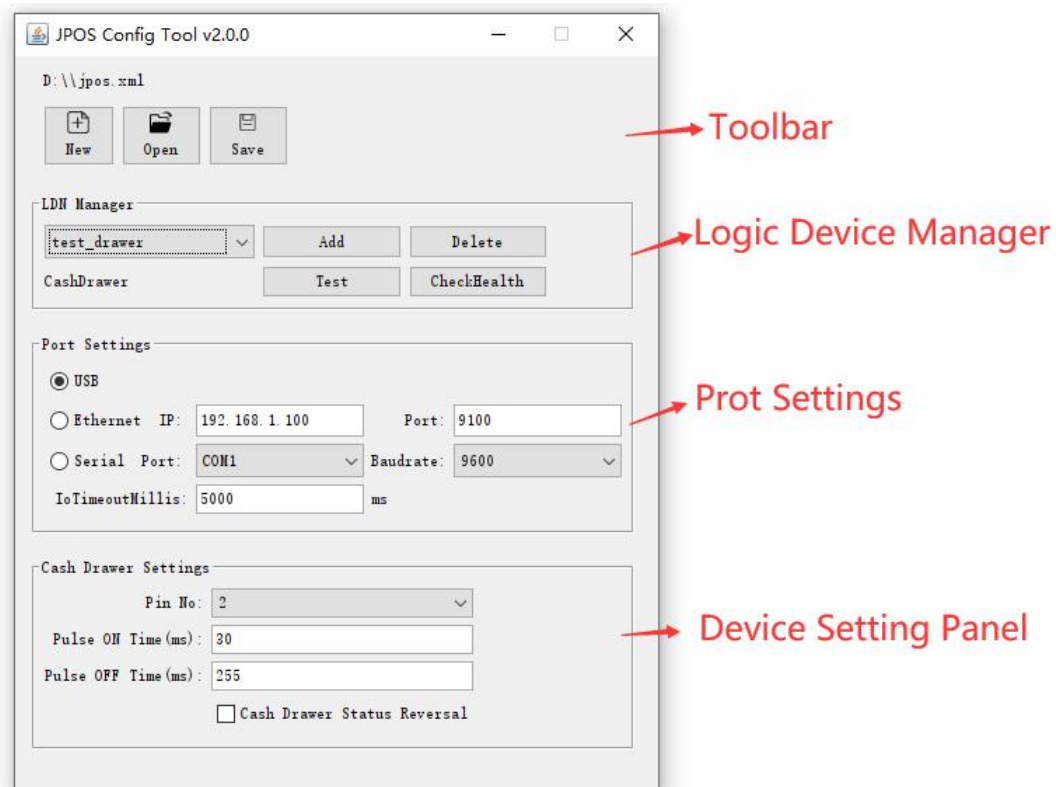 JPOS Config Tool v2.0.0
D:\\jpos.xml
New Open Save
Toolbar
LDN Manager
test_drawer Add Delete
Logic Device Manager
CashDrawer Test CheckHealth
Port Settings
USB
Prot Settings
Ethernet IP: 192.168.1.100 Port: 9100
Serial Port: COM1 Baudrate: 9600
IoTimeoutMillis: 5000 ms
Cash Drawer Settings
Pin No: 2
Device Setting Panel
Pulse ON Time(ms): 30
Pulse OFF Time(ms): 255
Cash Drawer Status Reversal